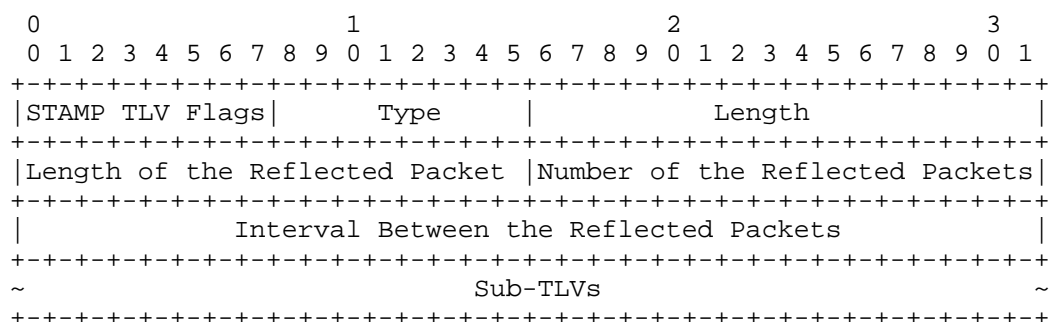 0                   1                   2                   3
 0 1 2 3 4 5 6 7 8 9 0 1 2 3 4 5 6 7 8 9 0 1 2 3 4 5 6 7 8 9 0 1
+-+-+-+-+-+-+-+-+-+-+-+-+-+-+-+-+-+-+-+-+-+-+-+-+-+-+-+-+-+-+-+-+
|STAMP TLV Flags|      Type     |           Length              |
+-+-+-+-+-+-+-+-+-+-+-+-+-+-+-+-+-+-+-+-+-+-+-+-+-+-+-+-+-+-+-+-+
|Length of the Reflected Packet |Number of the Reflected Packets|
+-+-+-+-+-+-+-+-+-+-+-+-+-+-+-+-+-+-+-+-+-+-+-+-+-+-+-+-+-+-+-+-+
|             Interval Between the Reflected Packets            |
+-+-+-+-+-+-+-+-+-+-+-+-+-+-+-+-+-+-+-+-+-+-+-+-+-+-+-+-+-+-+-+-+
~                            Sub-TLVs                           ~
+-+-+-+-+-+-+-+-+-+-+-+-+-+-+-+-+-+-+-+-+-+-+-+-+-+-+-+-+-+-+-+-+